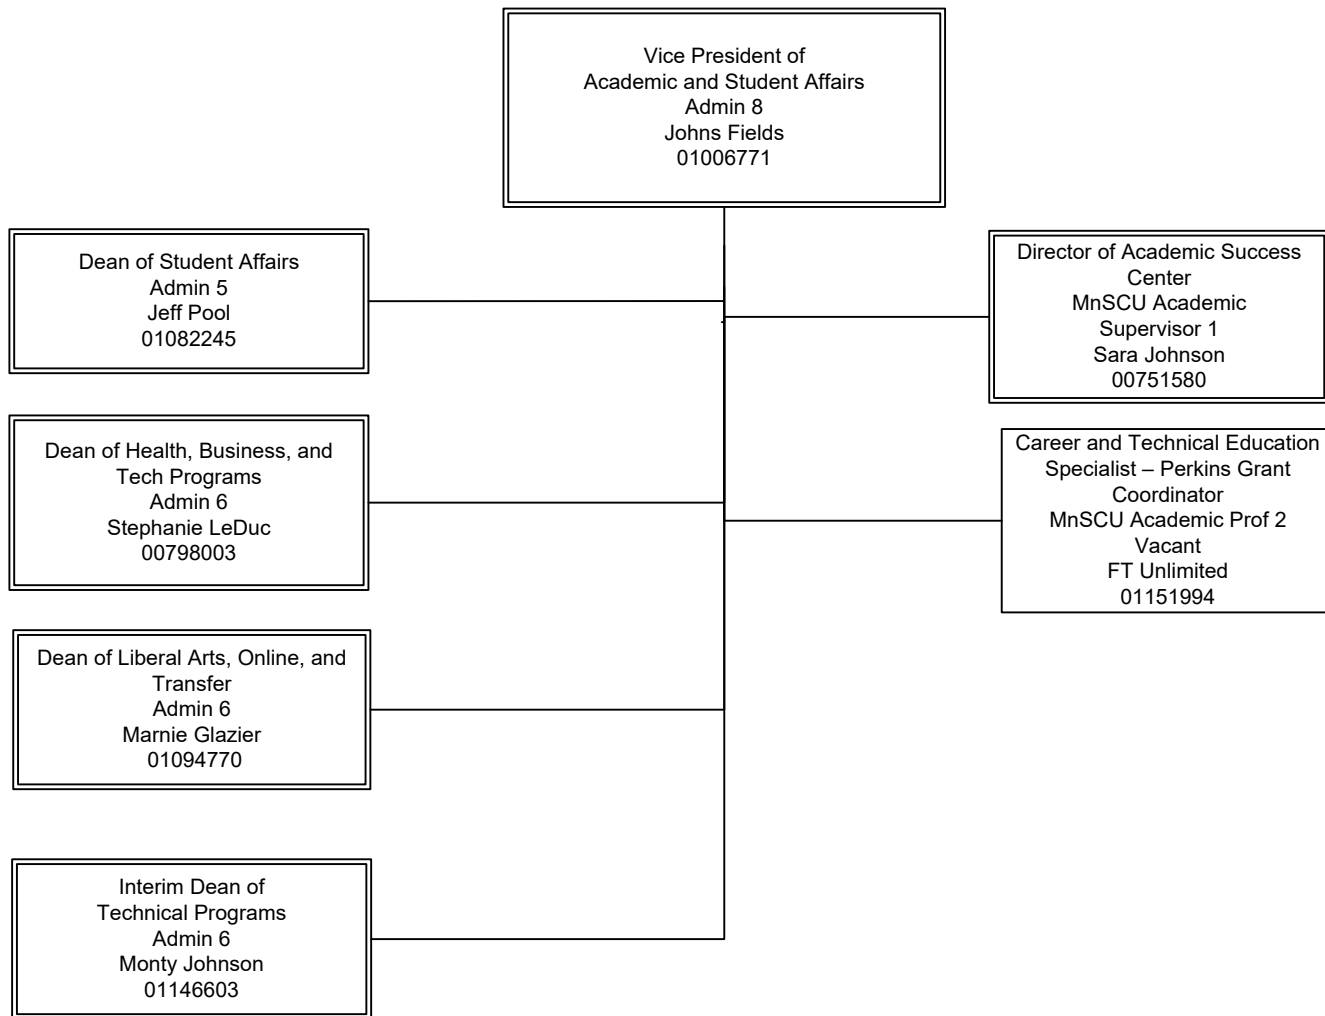 Vice President of
Academic and Student Affairs
Admin 8
Johns Fields
01006771
Dean of Student Affairs
Admin 5
Jeff Pool
01082245
Director of Academic Success
Center
MnSCU Academic
Supervisor 1
Sara Johnson
00751580
Dean of Health, Business, and
Tech Programs
Admin 6
Stephanie LeDuc
00798003
Career and Technical Education
Specialist – Perkins Grant
Coordinator
MnSCU Academic Prof 2
Vacant
FT Unlimited
01151994
Dean of Liberal Arts, Online, and
Transfer
Admin 6
Marnie Glazier
01094770
Interim Dean of
Technical Programs
Admin 6
Monty Johnson
01146603